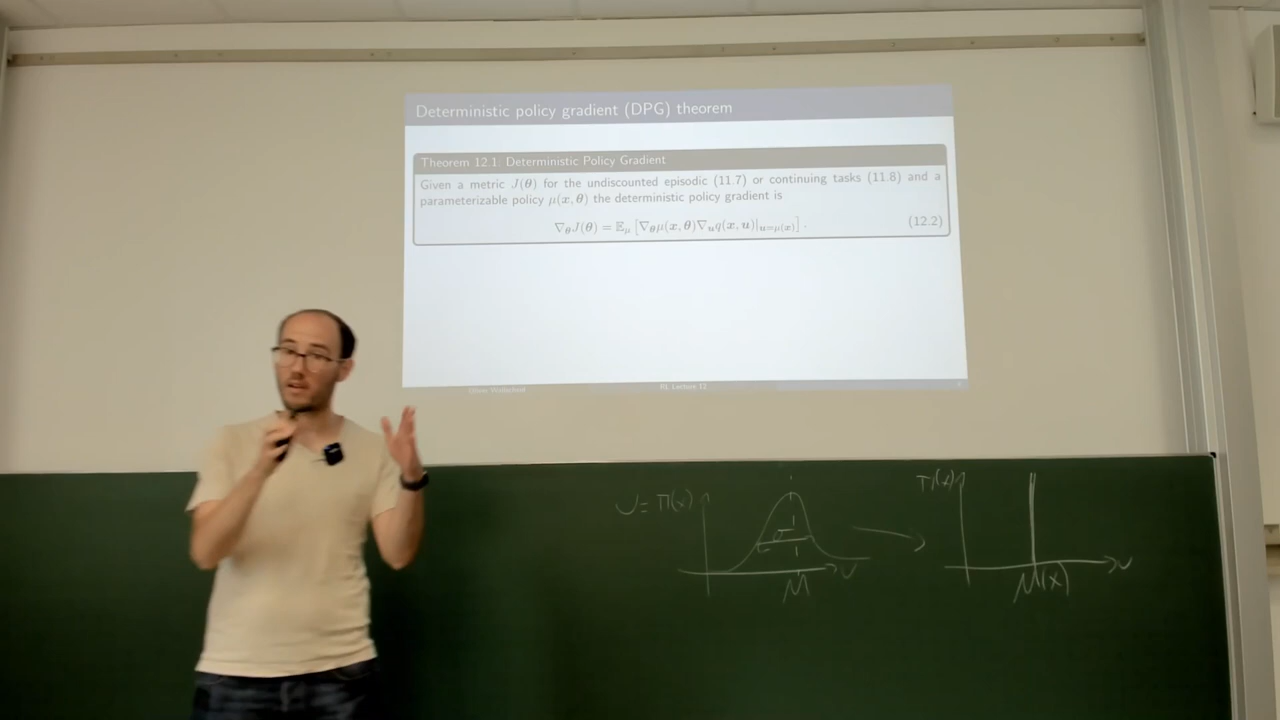 Deterministic policy gradient (DPG) theorem
Theorem 12.1: Deterministic Policy Gradient
Given a metric J(θ) for the undiscounted episodic (11.7) or continuing tasks (11.8) and a
parameterizable policy μ(x, θ) the deterministic policy gradient is
∇θJ(θ) = 𝔼μ [∇θμ(x, θ)∇uq(x, u)|u=μ(x)] . (12.2)
RL Lecture 12
U = π(x)
σ
μ
U
π(x)
μ(x)
U